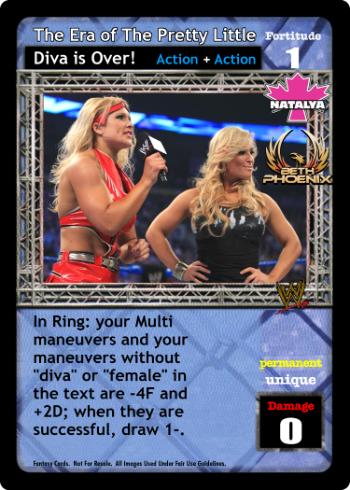 The Era of The Pretty Little
Diva is Over!
Action + Action
Fortitude
1
NATALYA
BETH
PHOENIX
W
In Ring: your Multi
maneuvers and your
maneuvers without
"diva" or "female" in
the text are -4F and
+2D; when they are
successful, draw 1-.
permanent
unique
Damage
0
Fantasy Cards. Not For Resale. All Images Used Under Fair Use Guidelines.